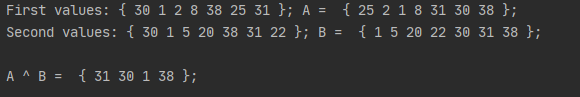 First values: { 30 1 2 8 38 25 31 }; A =  { 25 2 1 8 31 30 38 };
Second values: { 30 1 5 20 38 31 22 }; B =  { 1 5 20 22 30 31 38 };
A ^ B =  { 31 30 1 38 };